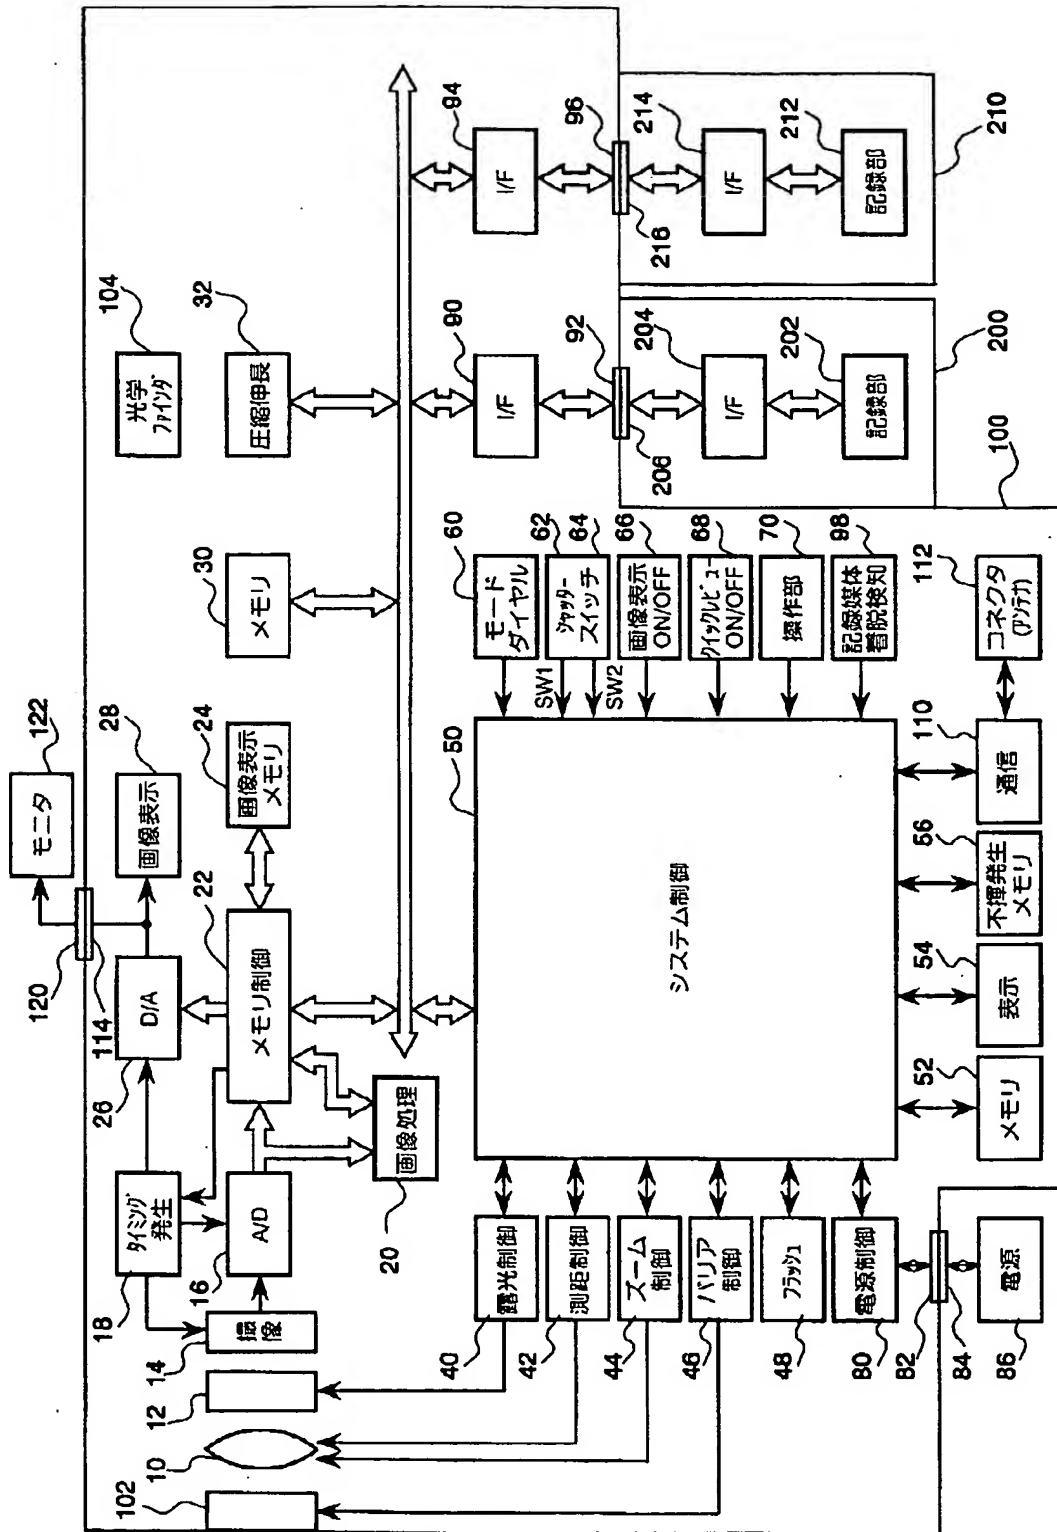 122
モニタ
28
画像表示
120
114
26
D/A
18
タイミング
発生
16
A/D
14
撮像
12
10
102
22
メモリ制御
24
画像表示
メモリ
20
画像処理
30
メモリ
32
圧縮伸長
104
光学
ファインダ
94
I/F
96
216
214
I/F
212
記録部
210
90
I/F
92
206
204
I/F
202
記録部
200
100
60
モード
ダイヤル
62
64
シャッター
スイッチ
SW1
SW2
66
画像表示
ON/OFF
68
クイックレビュー
ON/OFF
70
操作部
98
記録媒体
着脱検知
50
システム制御
40
露光制御
42
測距制御
44
ズーム
制御
46
バリア
制御
48
フラッシュ
80
電源制御
82
84
86
電源
52
メモリ
54
表示
56
不揮発生
メモリ
110
通信
112
コネクタ
(アンテナ)